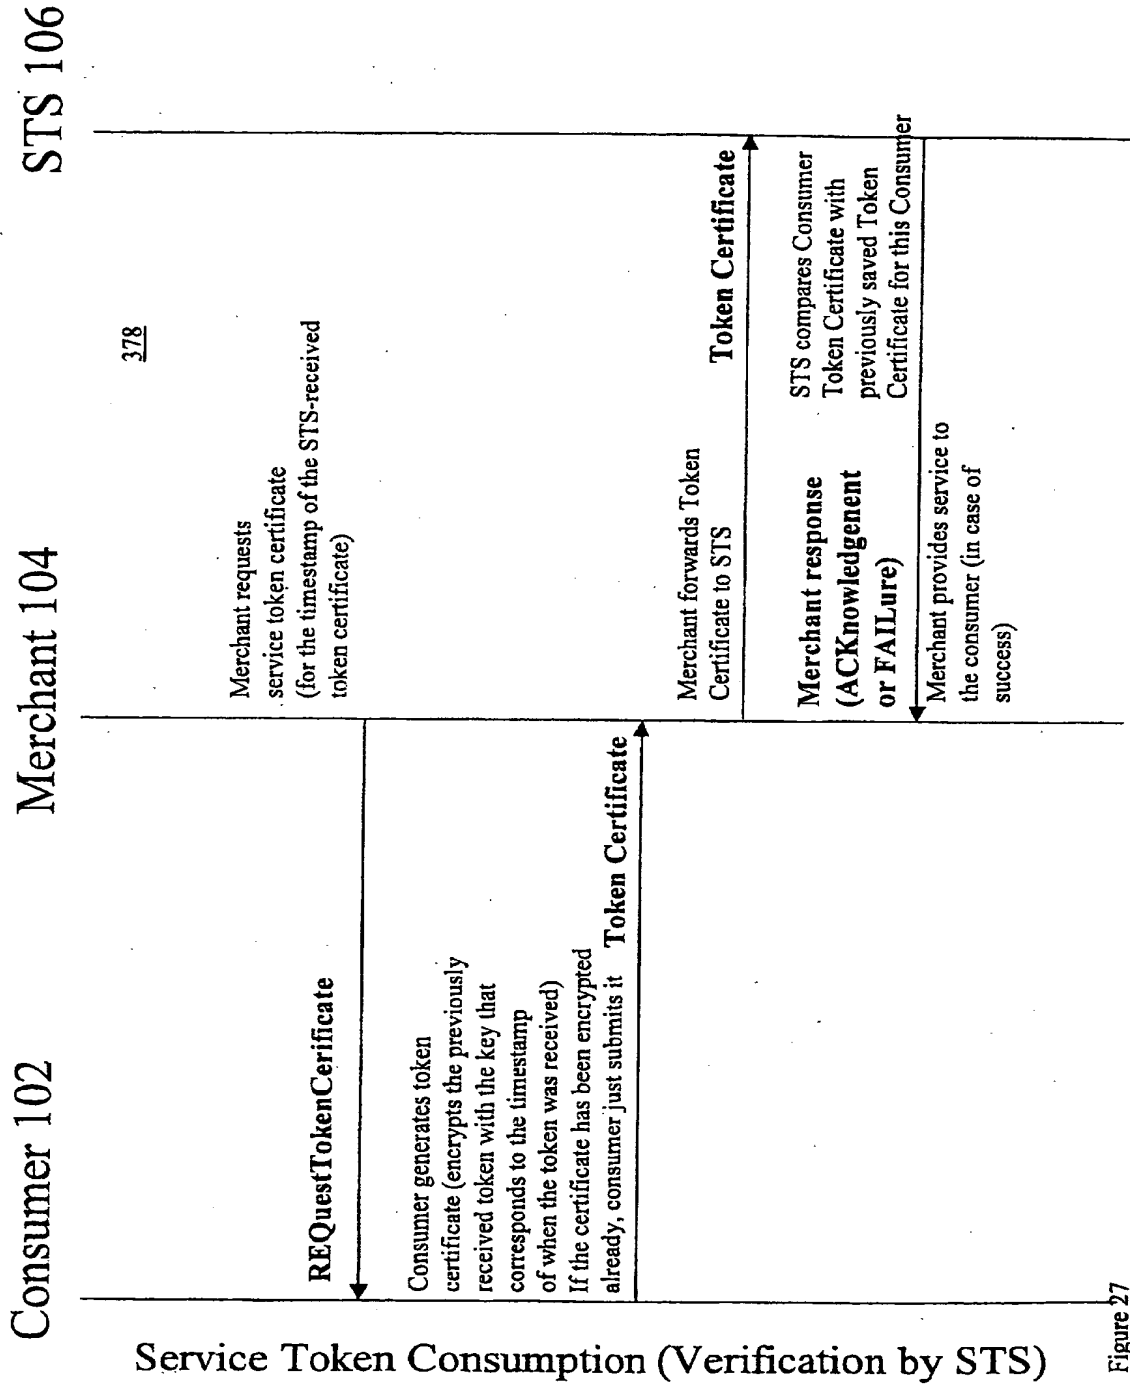 Service Token Consumption (Verification by STS)
Consumer 102
Merchant 104
STS 106
378
Merchant requests
service token certificate
(for the timestamp of the STS-received
token certificate)
REQuestTokenCerificate
Consumer generates token
certificate (encrypts the previously
received token with the key that
corresponds to the timestamp
of when the token was received)
If the certificate has been encrypted
already, consumer just submits it
Token Certificate
Merchant forwards Token
Certificate to STS
Token Certificate
STS compares Consumer
Token Certificate with
previously saved Token
Certificate for this Consumer
Merchant response
(ACKnowledgenent
or FAILure)
Merchant provides service to
the consumer (in case of
success)
Figure 27